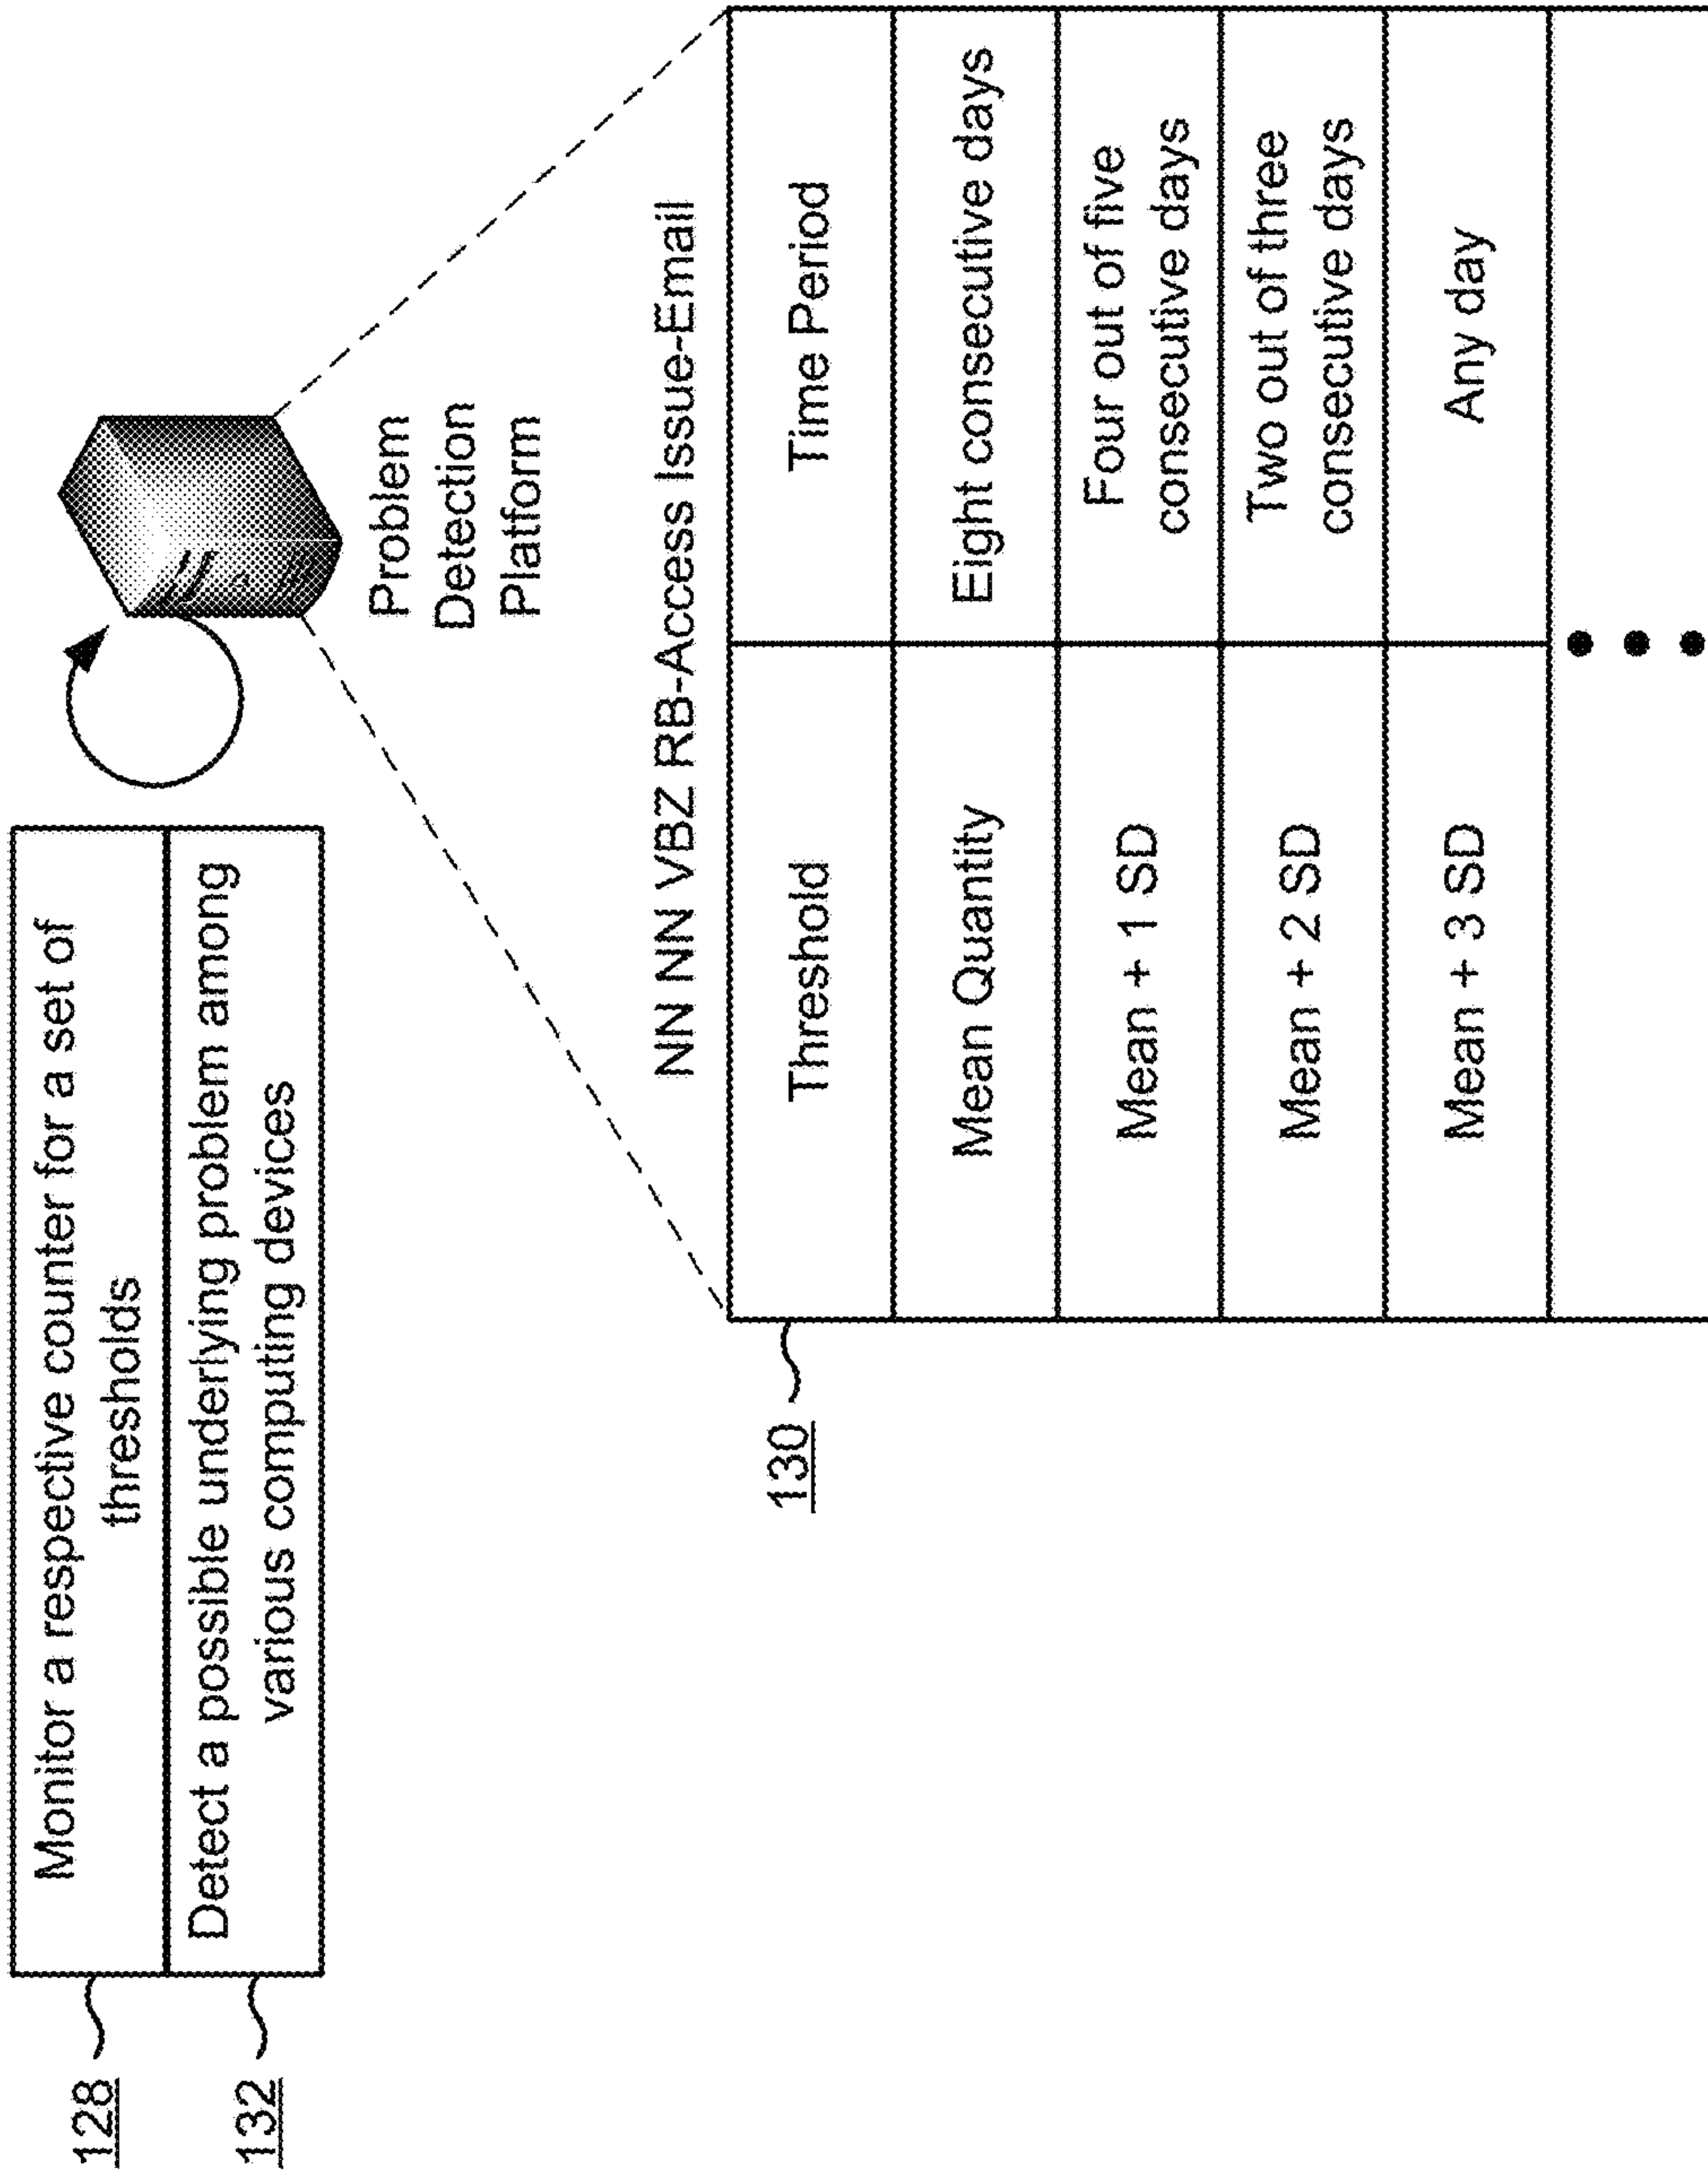 128
Monitor a respective counter for a set of
thresholds
132
Detect a possible underlying problem among
various computing devices
Problem
Detection
Platform
NN NN VBZ RB-Access Issue-Email
130
Threshold
Time Period
Mean Quantity
Eight consecutive days
Mean + 1 SD
Four out of five
consecutive days
Mean + 2 SD
Two out of three
consecutive days
Mean + 3 SD
Any day